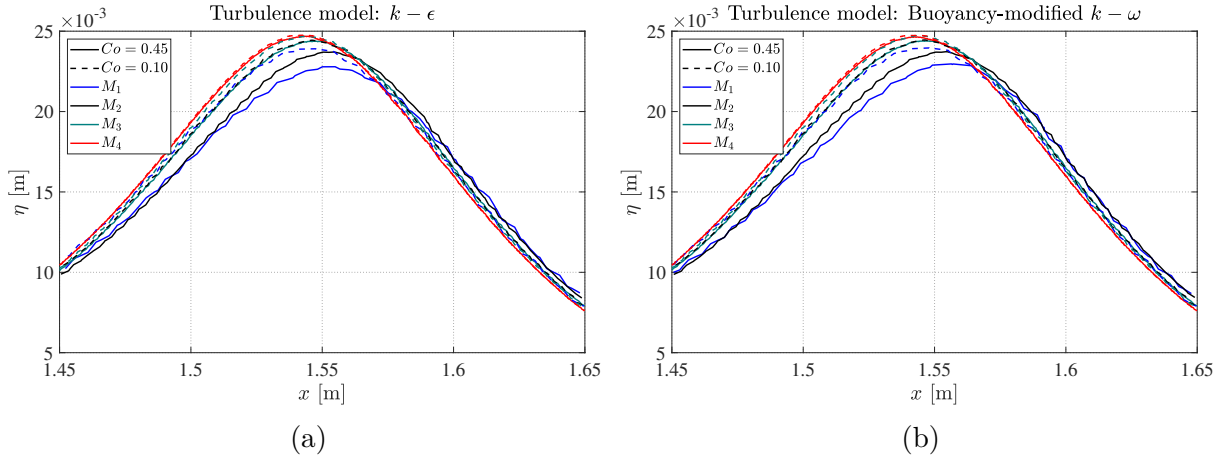 Turbulence model: k − ϵ
×10⁻³
25
20
15
10
5
η [m]
Co = 0.45
Co = 0.10
M₁
M₂
M₃
M₄
1.45 1.5 1.55 1.6 1.65
x [m]
(a)
Turbulence model: Buoyancy-modified k − ω
×10⁻³
25
20
15
10
5
η [m]
Co = 0.45
Co = 0.10
M₁
M₂
M₃
M₄
1.45 1.5 1.55 1.6 1.65
x [m]
(b)